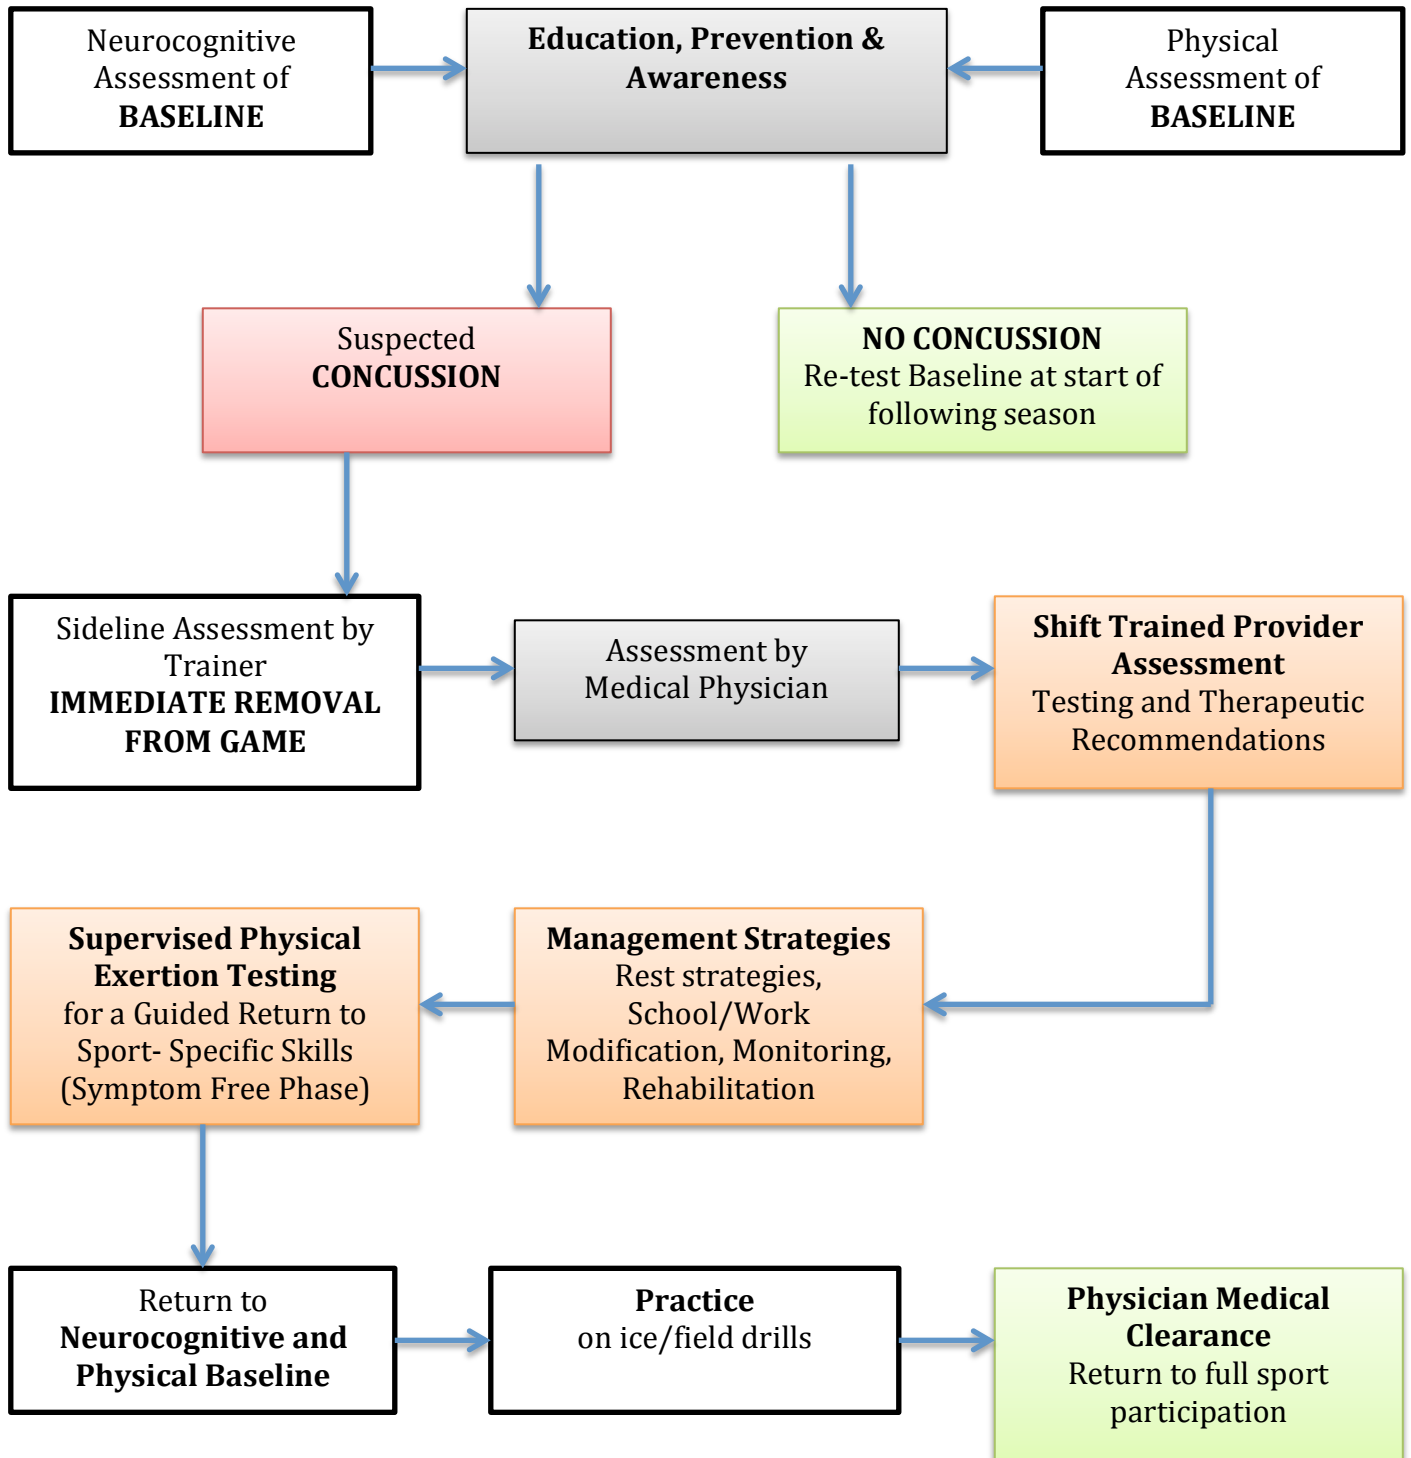 Neurocognitive
Assessment of
BASELINE
Education, Prevention &
Awareness
Physical
Assessment of
BASELINE
Suspected
CONCUSSION
NO CONCUSSION
Re-test Baseline at start of
following season
Sideline Assessment by
Trainer
IMMEDIATE REMOVAL
FROM GAME
Assessment by
Medical Physician
Shift Trained Provider
Assessment
Testing and Therapeutic
Recommendations
Supervised Physical
Exertion Testing
for a Guided Return to
Sport- Specific Skills
(Symptom Free Phase)
Management Strategies
Rest strategies,
School/Work
Modification, Monitoring,
Rehabilitation
Return to
Neurocognitive and
Physical Baseline
Practice
on ice/field drills
Physician Medical
Clearance
Return to full sport
participation